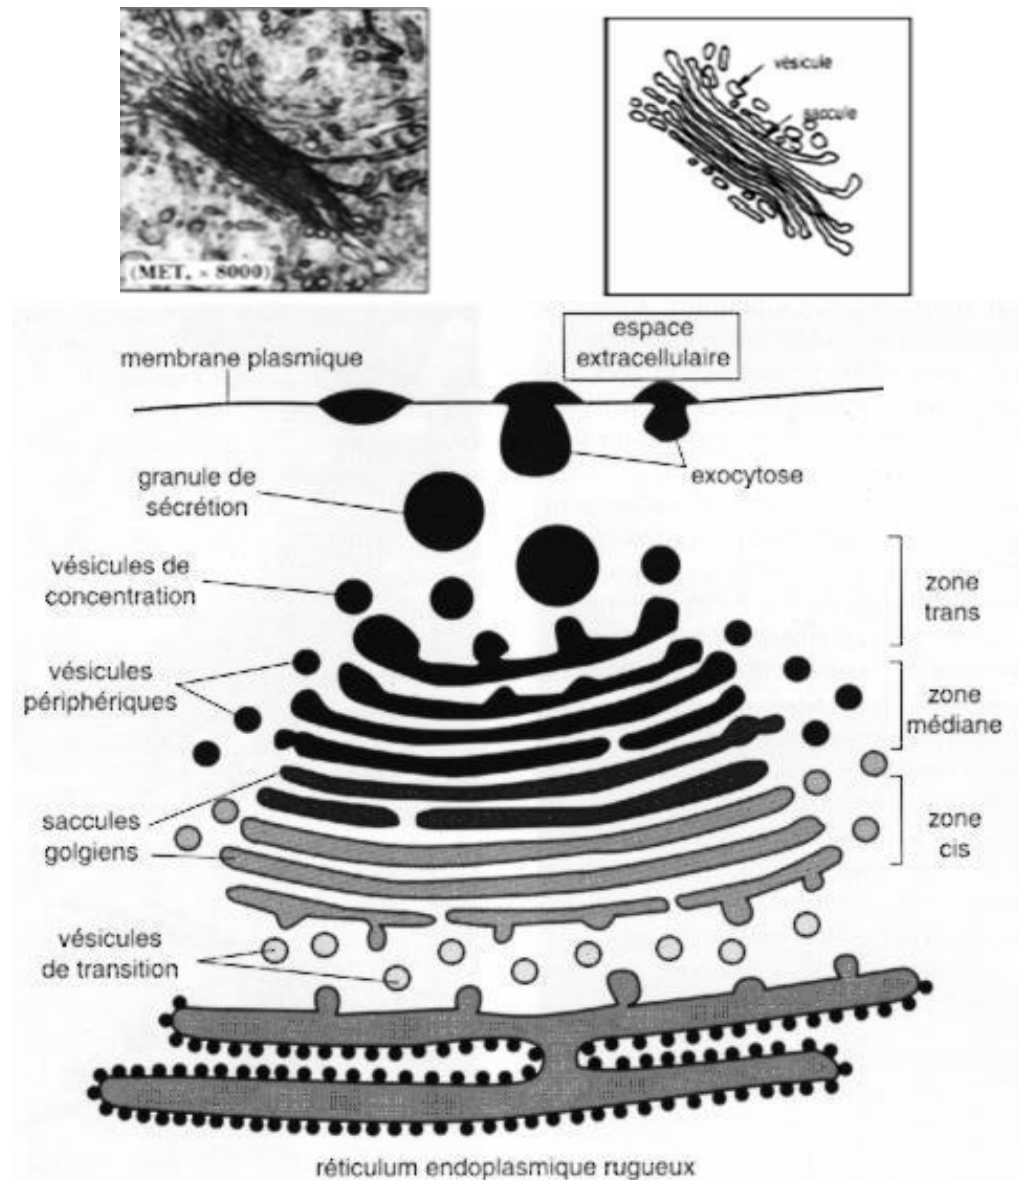 vésicule
saccule
(MET. × 8000)
espace
extracellulaire
membrane plasmique
exocytose
granule de
sécrétion
vésicules de
concentration
zone
trans
vésicules
périphériques
zone
médiane
saccules
golgiens
zone
cis
vésicules
de transition
réticulum endoplasmique rugueux